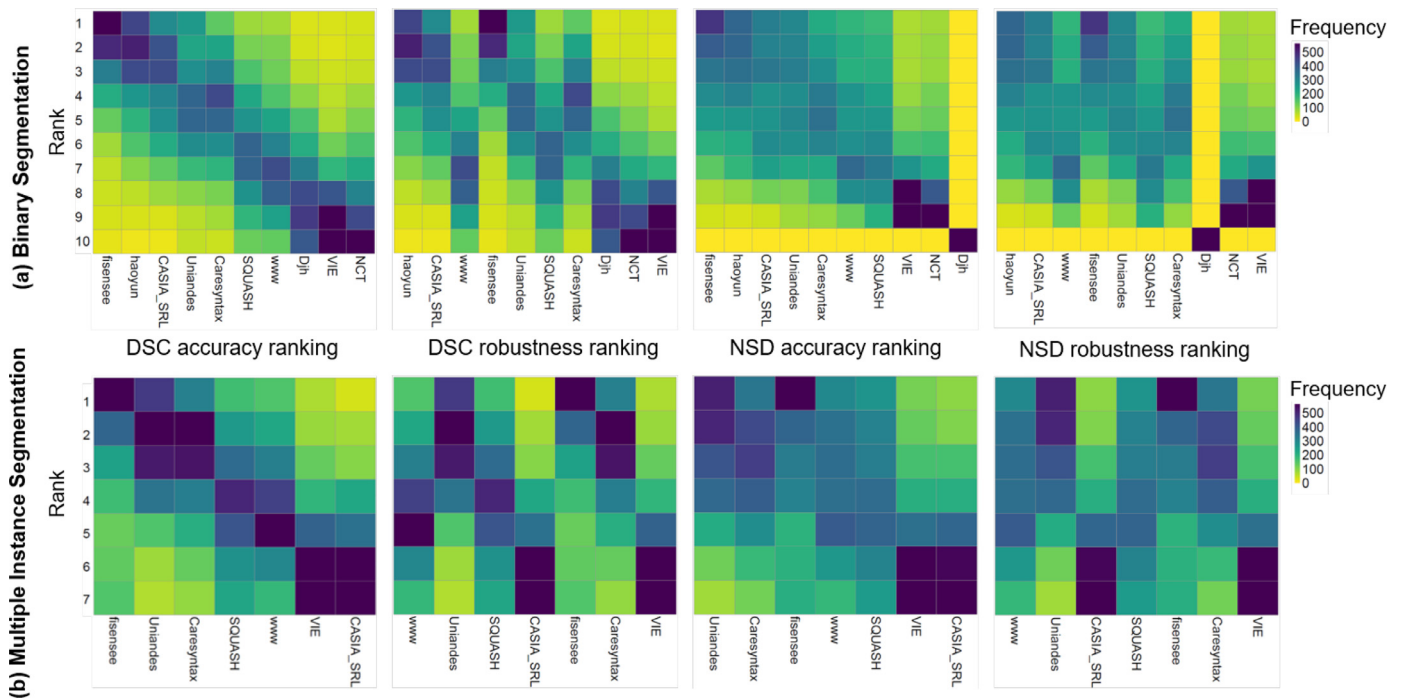 (a) Binary Segmentation
Rank
1
2
3
4
5
6
7
8
9
10
fisensee
haoyun
CASIA_SRL
Uniandes
Caresyntax
SQUASH
www
Djh
VIE
NCT
haoyun
CASIA_SRL
www
fisensee
Uniandes
SQUASH
Caresyntax
Djh
NCT
VIE
fisensee
haoyun
CASIA_SRL
Uniandes
Caresyntax
www
SQUASH
VIE
NCT
Djh
haoyun
CASIA_SRL
www
fisensee
Uniandes
SQUASH
Caresyntax
Djh
NCT
VIE
Frequency
500
400
300
200
100
0
DSC accuracy ranking
DSC robustness ranking
NSD accuracy ranking
NSD robustness ranking
(b) Multiple Instance Segmentation
Rank
1
2
3
4
5
6
7
fisensee
Uniandes
Caresyntax
SQUASH
www
VIE
CASIA_SRL
www
Uniandes
SQUASH
CASIA_SRL
fisensee
Caresyntax
VIE
Uniandes
Caresyntax
fisensee
www
SQUASH
VIE
CASIA_SRL
www
Uniandes
CASIA_SRL
SQUASH
fisensee
Caresyntax
VIE
Frequency
500
400
300
200
100
0